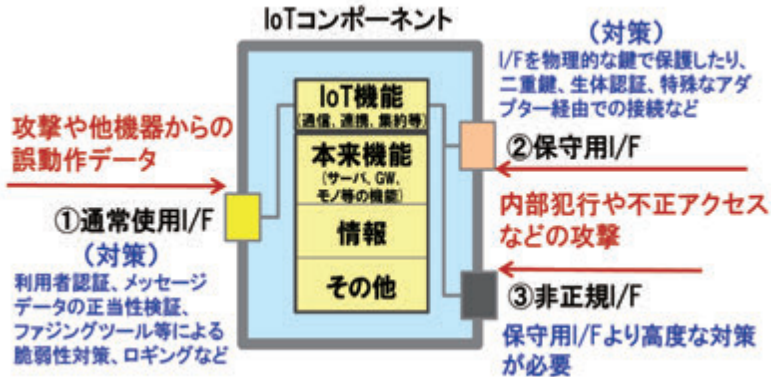 IoTコンポーネント
IoT機能
(通信、連携、集約等)
本来機能
(サーバ、GW、
モノ等の機能)
情報
その他
攻撃や他機器からの
誤動作データ
①通常使用I/F
(対策)
利用者認証、メッセージ
データの正当性検証、
ファジングツール等による
脆弱性対策、ロギングなど
(対策)
I/Fを物理的な鍵で保護したり、
二重鍵、生体認証、特殊なアダ
プター経由での接続など
②保守用I/F
内部犯行や不正アクセス
などの攻撃
③非正規I/F
保守用I/Fより高度な対策
が必要